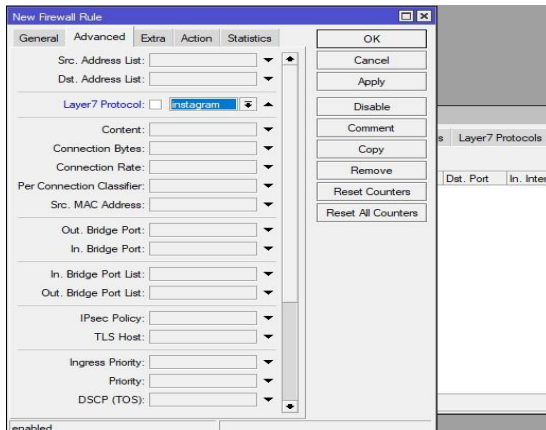 New Firewall Rule
General Advanced Extra Action Statistics
Src. Address List:
Dst. Address List:
Layer7 Protocol: instagram
Content:
Connection Bytes:
Connection Rate:
Per Connection Classifier:
Src. MAC Address:
Out. Bridge Port:
In. Bridge Port:
In. Bridge Port List:
Out. Bridge Port List:
IPsec Policy:
TLS Host:
Ingress Priority:
Priority:
DSCP (TOS):
enabled
OK
Cancel
Apply
Disable
Comment
Copy
Remove
Reset Counters
Reset All Counters
s Layer7 Protocols
Dst. Port In. Inter